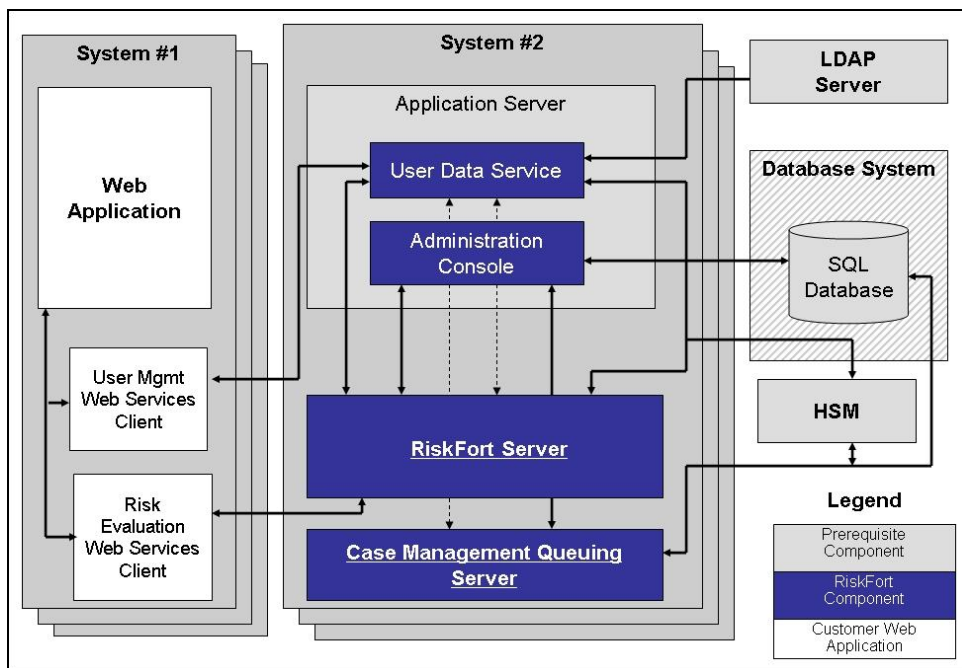 System #1
Web
Application
User Mgmt
Web Services
Client
Risk
Evaluation
Web Services
Client
System #2
Application Server
User Data Service
Administration
Console
RiskFort Server
Case Management Queuing
Server
LDAP
Server
Database System
SQL
Database
HSM
Legend
Prerequisite
Component
RiskFort
Component
Customer Web
Application